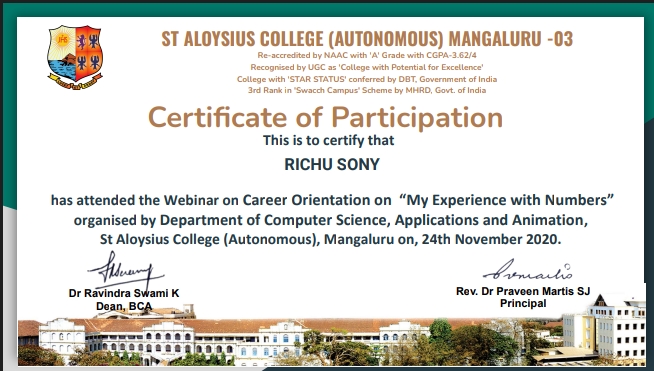 ST ALOYSIUS COLLEGE (AUTONOMOUS) MANGALURU -03
Re-accredited by NAAC with 'A' Grade with CGPA-3.62/4
Recognised by UGC as 'College with Potential for Excellence'
College with 'STAR STATUS' conferred by DBT, Government of India
3rd Rank in 'Swacch Campus' Scheme by MHRD, Govt. of India
Certificate of Participation
This is to certify that
RICHU SONY
has attended the Webinar on Career Orientation on “My Experience with Numbers”
organised by Department of Computer Science, Applications and Animation,
St Aloysius College (Autonomous), Mangaluru on, 24th November 2020.
Dr Ravindra Swami K
Dean, BCA
Rev. Dr Praveen Martis SJ
Principal